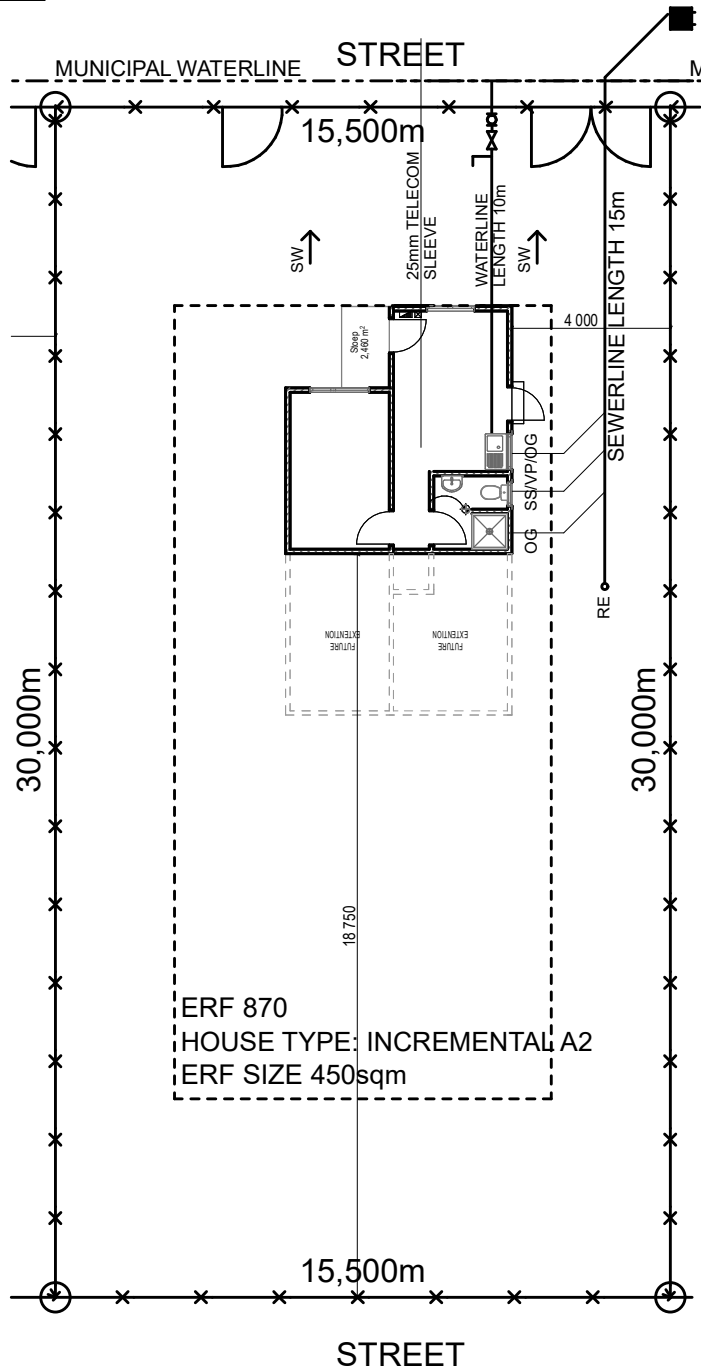 STREET
MUNICIPAL WATERLINE
M
15,500m
25mm TELECOM
SLEEVE
WATERLINE
LENGTH 10m
SEWERLINE LENGTH 15m
SW
SW
Stoep
2,460 m²
4 000
SS/VP/OG
OG
RE
FUTURE
EXTENTION
FUTURE
EXTENTION
30,000m
30,000m
18 750
ERF 870
HOUSE TYPE: INCREMENTAL A2
ERF SIZE 450sqm
15,500m
STREET